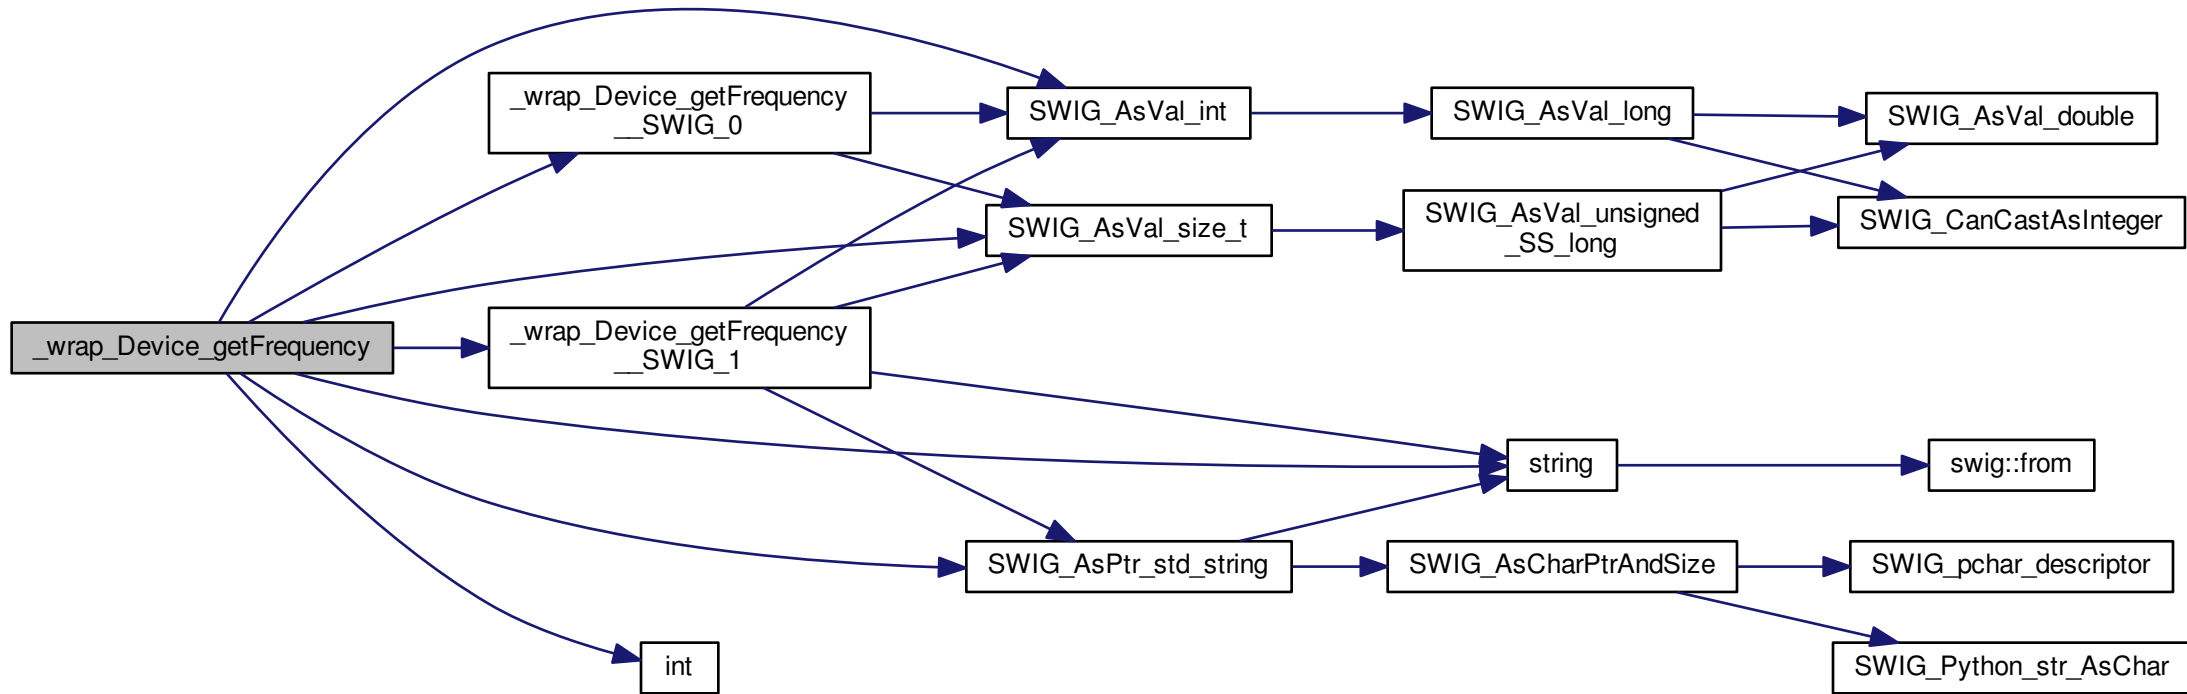 _wrap_Device_getFrequency
_wrap_Device_getFrequency
__SWIG_0
_wrap_Device_getFrequency
__SWIG_1
int
SWIG_AsVal_int
SWIG_AsVal_size_t
SWIG_AsPtr_std_string
SWIG_AsVal_long
SWIG_AsVal_unsigned
_SS_long
string
SWIG_AsCharPtrAndSize
SWIG_AsVal_double
SWIG_CanCastAsInteger
swig::from
SWIG_pchar_descriptor
SWIG_Python_str_AsChar